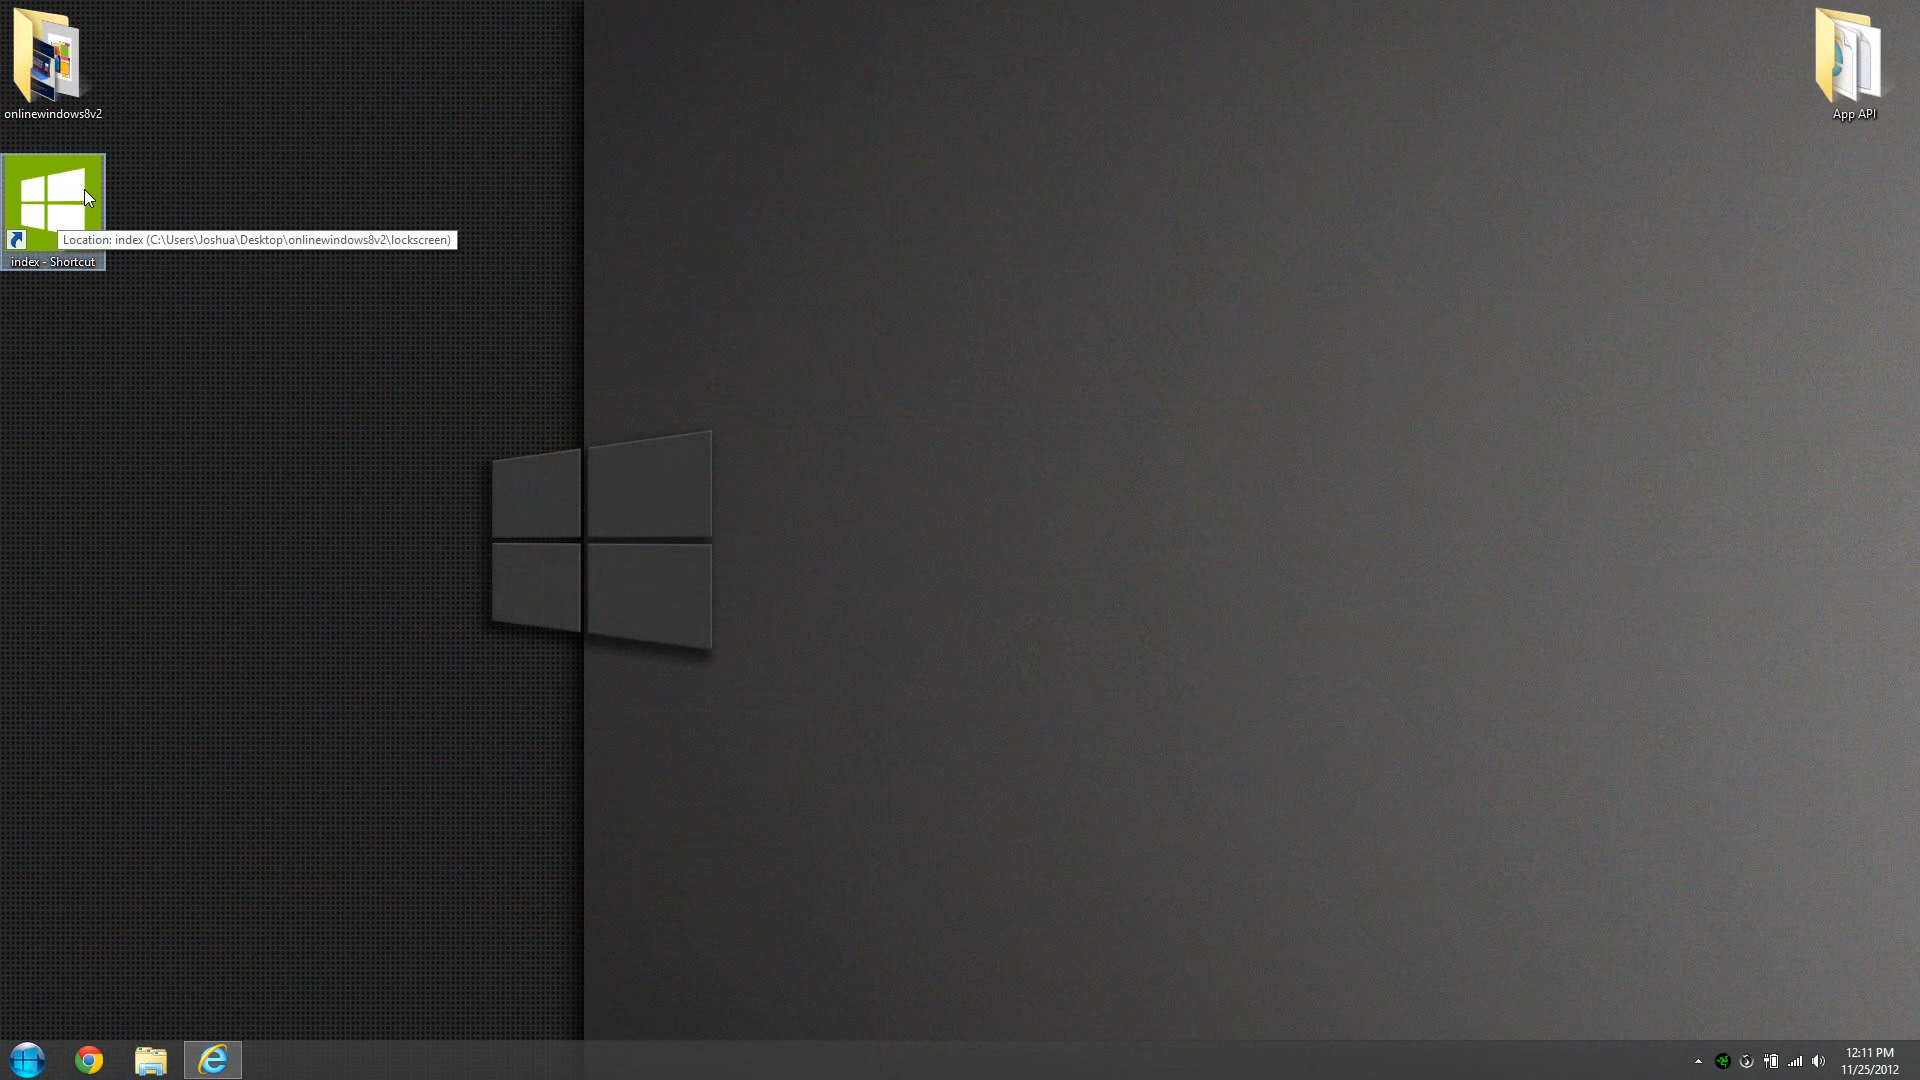 onlinewindows8v2
App API
Location: index (C:\Users\Joshua\Desktop\onlinewindows8v2\lockscreen)
index - Shortcut
12:11 PM
11/25/2012